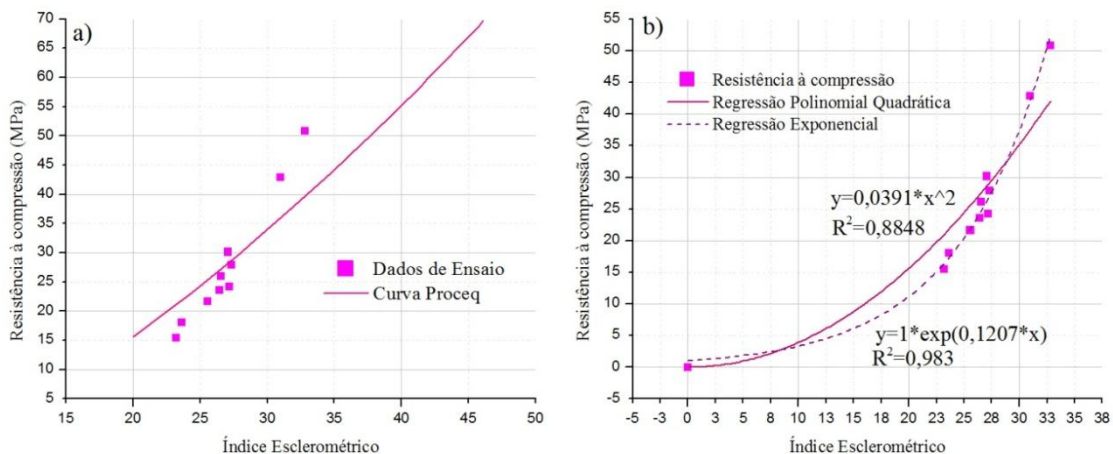 a)
Resistência à compressão (MPa)
70
65
60
55
50
45
40
35
30
25
20
15
10
5
Dados de Ensaio
Curva Proceq
15 20 25 30 35 40 45 50
Índice Esclerométrico
b)
Resistência à compressão (MPa)
55
50
45
40
35
30
25
20
15
10
5
0
-5
Resistência à compressão
Regressão Polinomial Quadrática
Regressão Exponencial
y=0,0391*x^2
R²=0,8848
y=1*exp(0,1207*x)
R²=0,983
-5 -3 0 3 5 8 10 13 15 18 20 23 25 28 30 33 35 38
Índice Esclerométrico